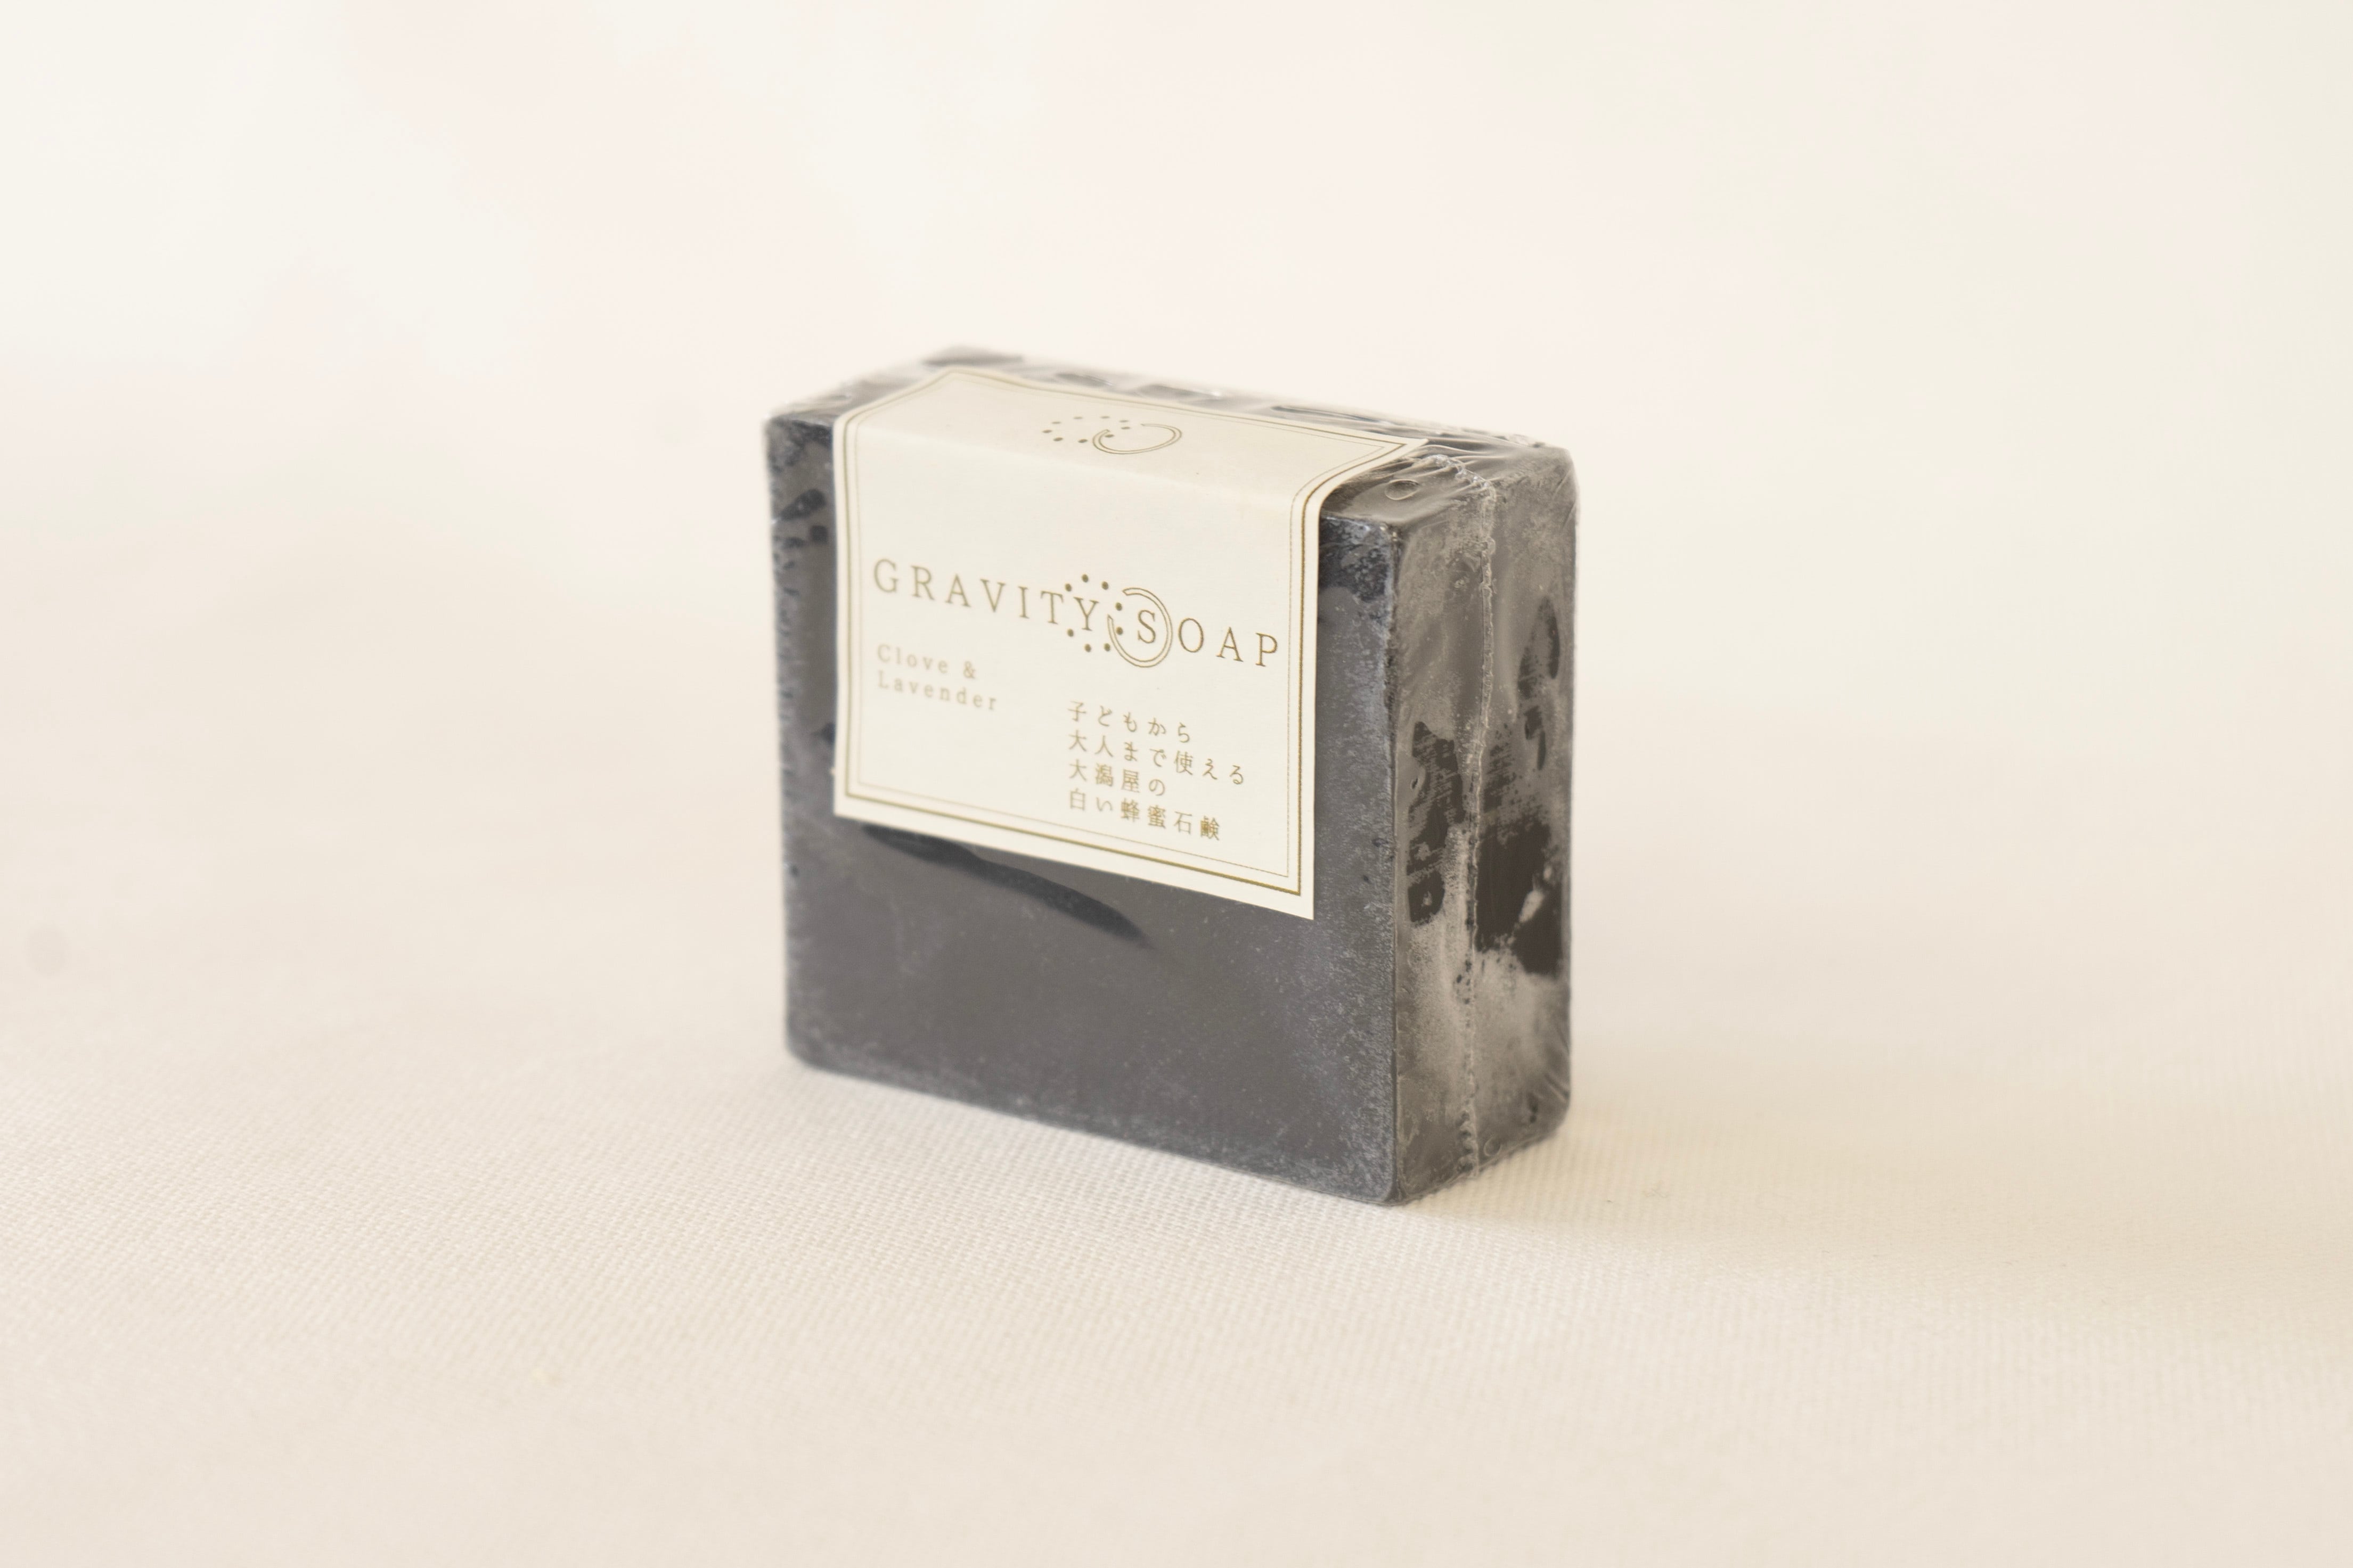 GRAVITY SOAP
Clove &
Lavender
子どもから
大人まで使える
大潟屋の
白い蜂蜜石鹸